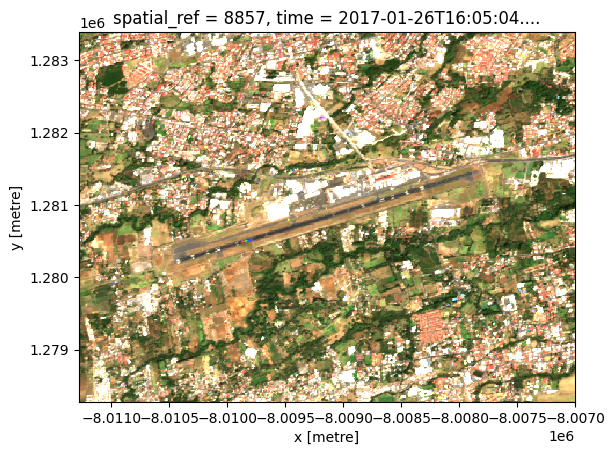 1e6
spatial_ref = 8857, time = 2017-01-26T16:05:04....
1.283
1.282
1.281
1.280
1.279
y [metre]
−8.0110−8.0105−8.0100−8.0095−8.0090−8.0085−8.0080−8.0075−8.0070
x [metre]
1e6